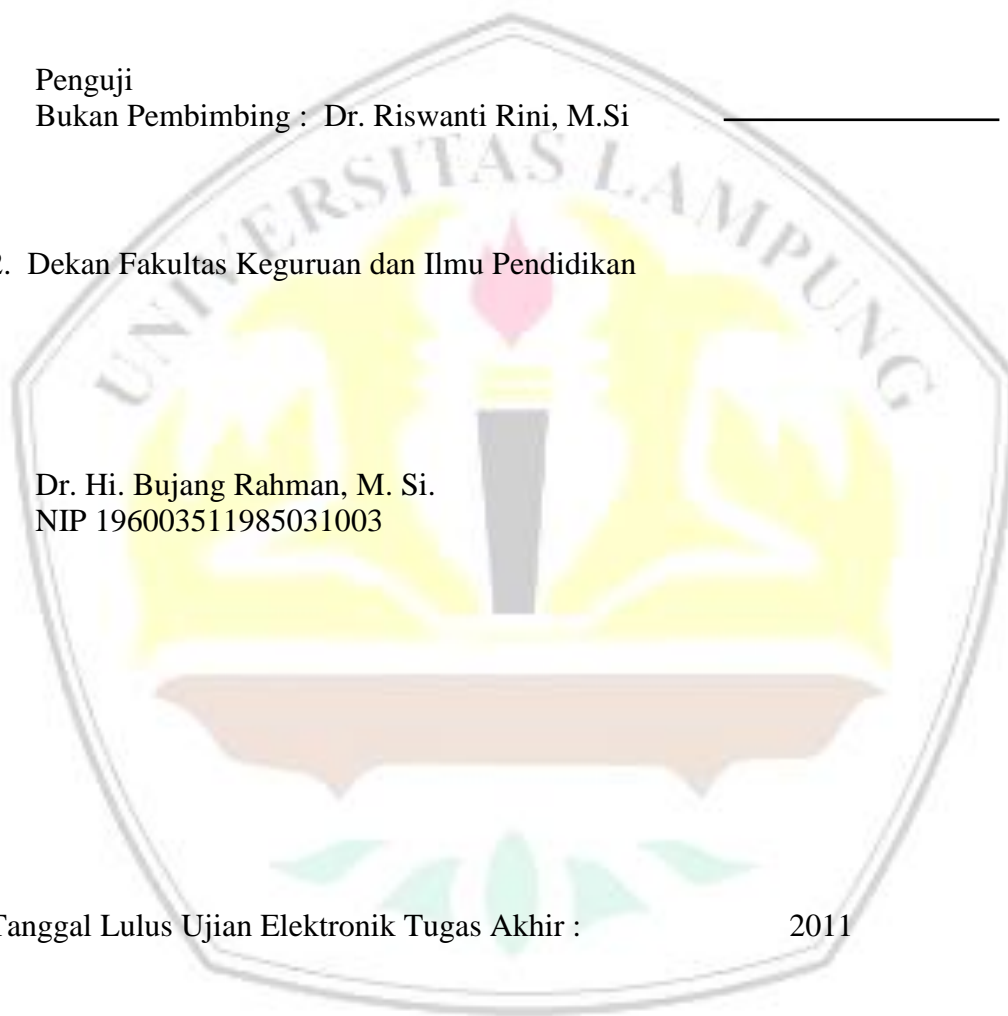 Penguji
Bukan Pembimbing : Dr. Riswanti Rini, M.Si
UNIVERSITAS LAMPUNG
2. Dekan Fakultas Keguruan dan Ilmu Pendidikan
Dr. Hi. Bujang Rahman, M. Si.
NIP 196003511985031003
Tanggal Lulus Ujian Elektronik Tugas Akhir : 2011